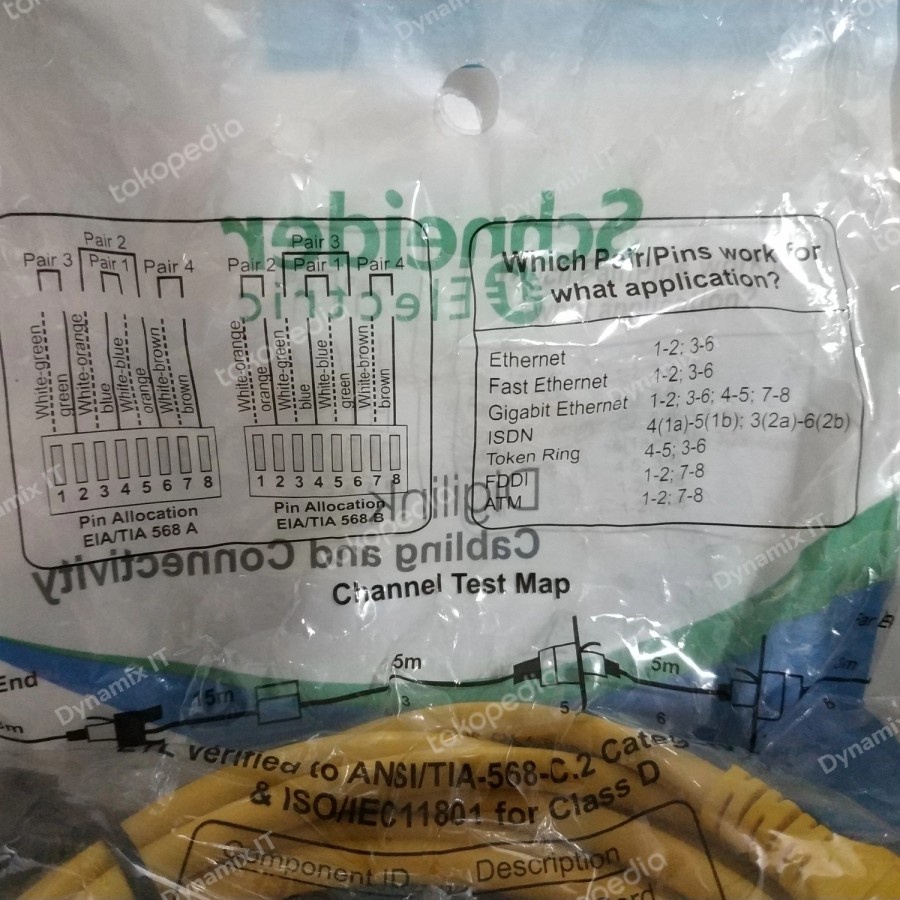 Schneider
Electric
Pair 2
Pair 3
Pair 1
Pair 4
White-green
green
White-orange
blue
White-blue
orange
White-brown
brown
1 2 3 4 5 6 7 8
Pin Allocation
EIA/TIA 568 A
Pair 3
Pair 2
Pair 1
Pair 4
White-orange
orange
White-green
blue
White-blue
green
White-brown
brown
1 2 3 4 5 6 7 8
Pin Allocation
EIA/TIA 568 B
Which Pair/Pins work for
what application?
Ethernet 1-2; 3-6
Fast Ethernet 1-2; 3-6
Gigabit Ethernet 1-2; 3-6; 4-5; 7-8
ISDN 4(1a)-5(1b); 3(2a)-6(2b)
Token Ring 4-5; 3-6
FDDI 1-2; 7-8
ATM 1-2; 7-8
Digilink
Cabling and Connectivity
Channel Test Map
End
15m
5m
3
5
5m
6
verified to ANSI/TIA-568-C.2
& ISO/IEC11801 for Class D
Component ID Description
tokopedia
Dynamix IT